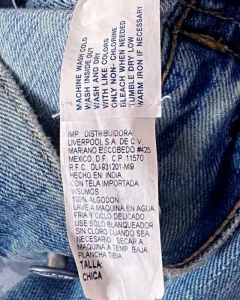 MACHINE WASH COLD
WASH INSIDE OUT
WASH AND DRY
WITH LIKE COLORS
ONLY NON-CHLORINE
BLEACH WHEN NEEDED
TUMBLE DRY LOW
WARM IRON IF NECESSARY
IMP. DISTRIBUIDORA
LIVERPOOL S.A. DE C.V.
MARIANO ESCOBEDO #425
MEXICO, D.F. C.P. 11570
R.F.C. DLI-931201-MI9
HECHO EN INDIA
CON TELA IMPORTADA
INSUMOS
100% ALGODON
LAVE A MAQUINA EN AGUA
FRIA Y CICLO DELICADO
USE SOLO BLANQUEADOR
SIN CLORO CUANDO SEA
NECESARIO. SECAR A
MAQUINA A TEMP. BAJA
PLANCHA TIBIA
TALLA:
CHICA